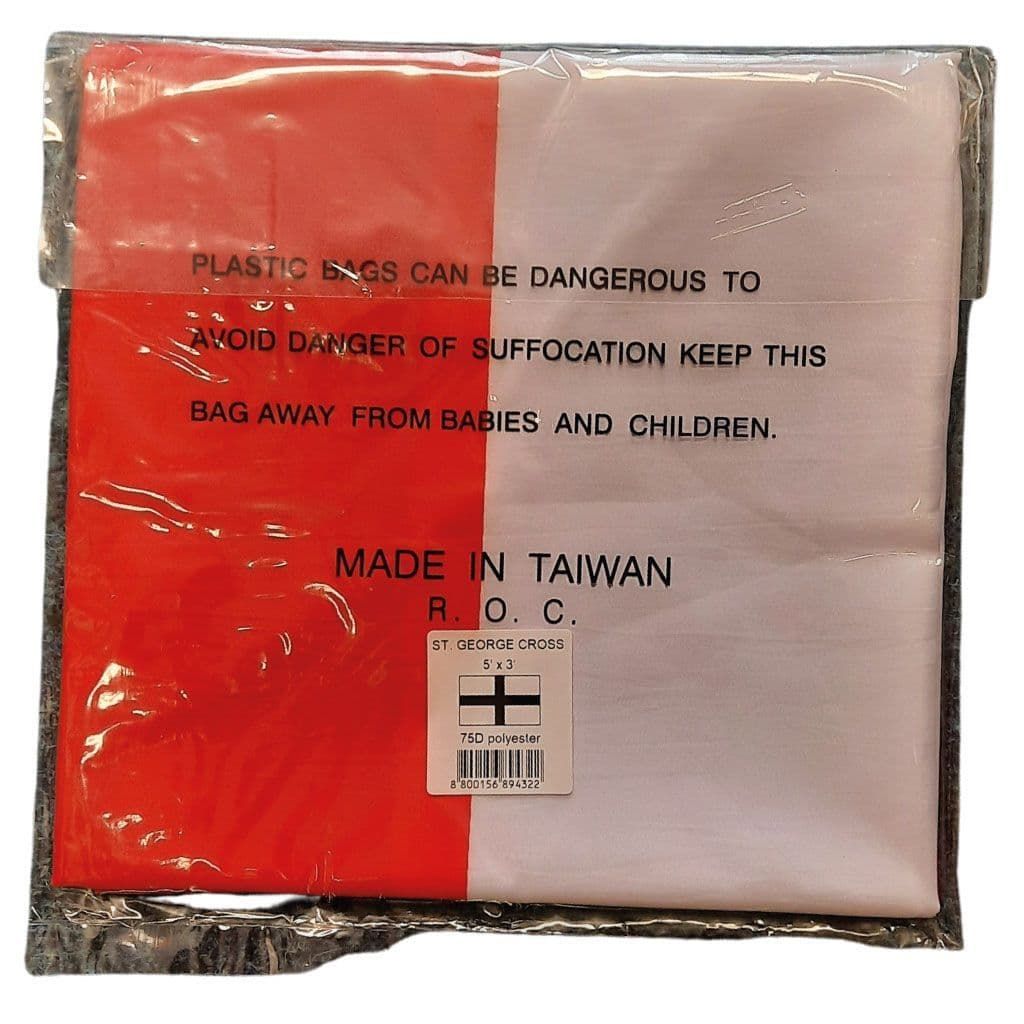 PLASTIC BAGS CAN BE DANGEROUS TO
AVOID DANGER OF SUFFOCATION KEEP THIS
BAG AWAY FROM BABIES AND CHILDREN.
MADE IN TAIWAN
R. O. C.
ST. GEORGE CROSS
5' x 3'
75D polyester
8 800156 894322